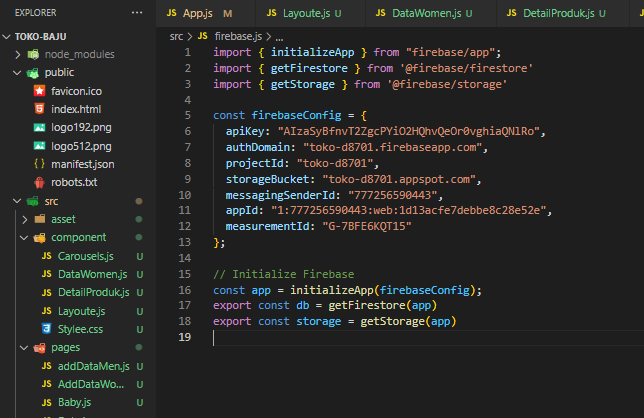 EXPLORER ...
App.js M
Layoute.js U
DataWomen.js U
DetailProduk.js U
TOKO-BAJU
node_modules
public
favicon.ico
index.html
logo192.png
logo512.png
manifest.json
robots.txt
src
asset
component
Carousels.js U
DataWomen.js U
DetailProduk.js U
Layoute.js U
Stylee.css U
pages
addDataMen.js U
AddDataWo... U
Baby.js U
src > firebase.js > ...
1 import { initializeApp } from "firebase/app";
2 import { getFirestore } from '@firebase/firestore'
3 import { getStorage } from '@firebase/storage'
4
5 const firebaseConfig = {
6 apiKey: "AIzaSyBfnvT2ZgcPYiO2HQhvQeOr0vghiaQNlRo",
7 authDomain: "toko-d8701.firebaseapp.com",
8 projectId: "toko-d8701",
9 storageBucket: "toko-d8701.appspot.com",
10 messagingSenderId: "777256590443",
11 appId: "1:777256590443:web:1d13acfe7debbe8c28e52e",
12 measurementId: "G-7BFE6KQT15"
13 };
14
15 // Initialize Firebase
16 const app = initializeApp(firebaseConfig);
17 export const db = getFirestore(app)
18 export const storage = getStorage(app)
19